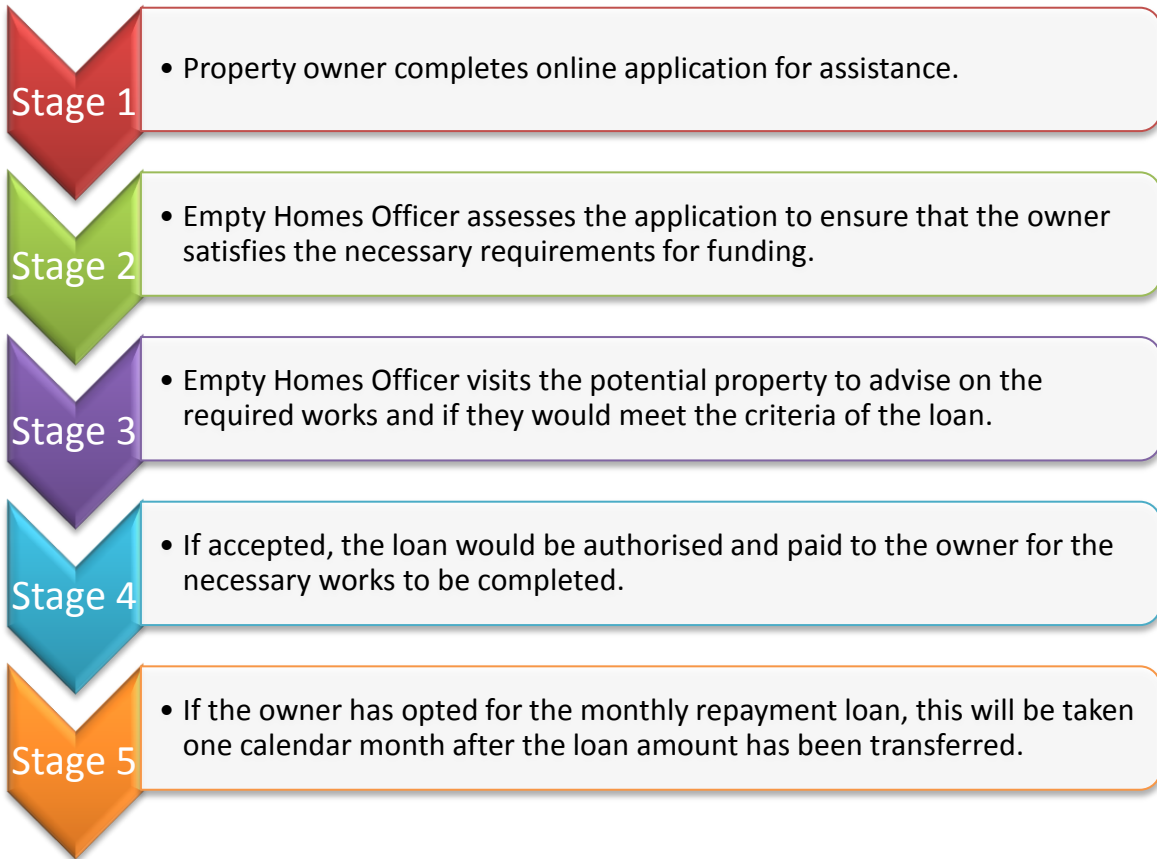 Stage 1
• Property owner completes online application for assistance.
Stage 2
• Empty Homes Officer assesses the application to ensure that the owner
satisfies the necessary requirements for funding.
Stage 3
• Empty Homes Officer visits the potential property to advise on the
required works and if they would meet the criteria of the loan.
Stage 4
• If accepted, the loan would be authorised and paid to the owner for the
necessary works to be completed.
Stage 5
• If the owner has opted for the monthly repayment loan, this will be taken
one calendar month after the loan amount has been transferred.